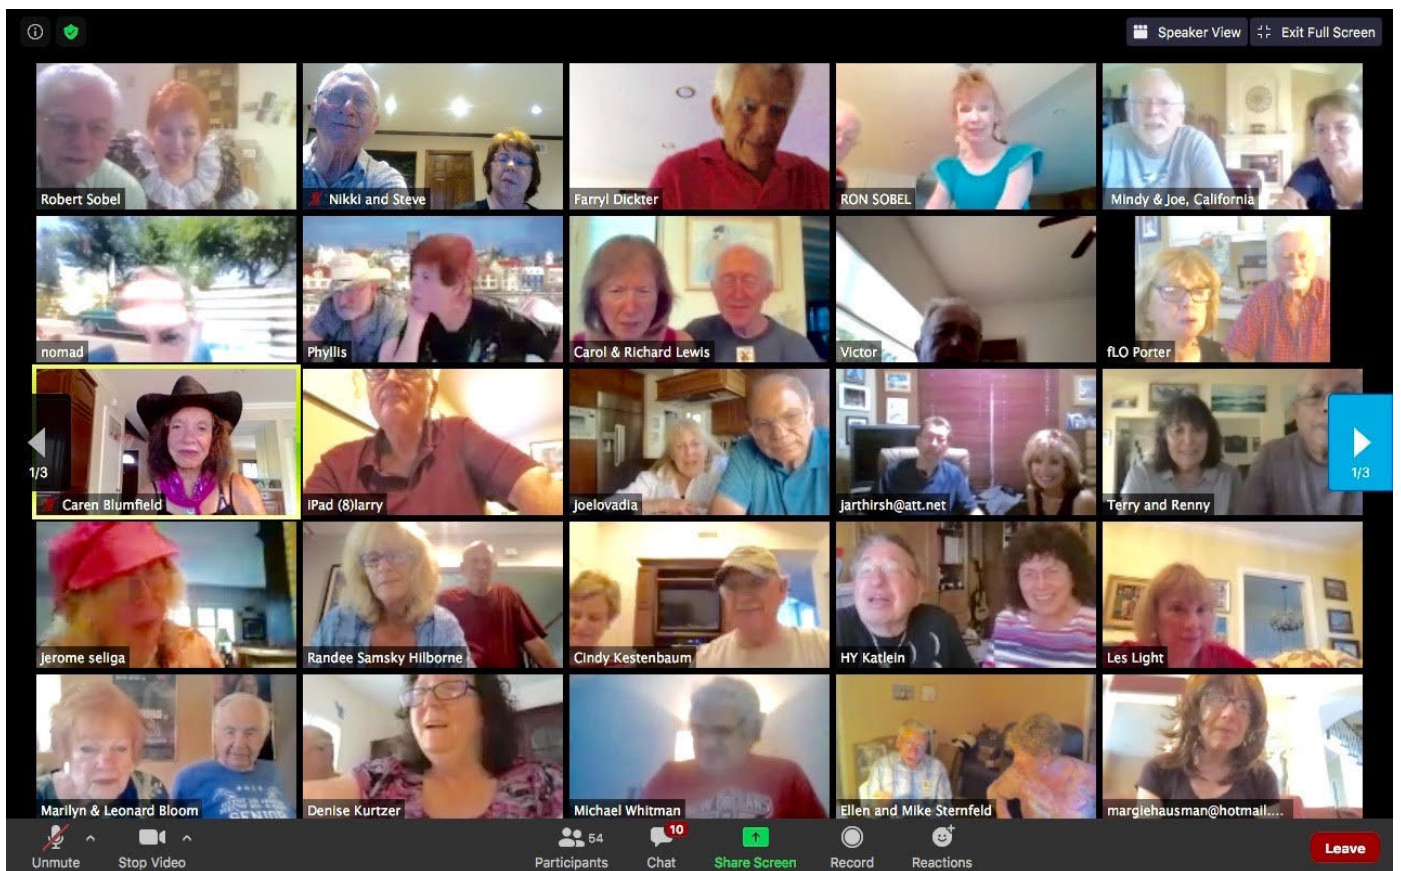 Speaker View
Exit Full Screen
Robert Sobel
Nikki and Steve
Farryl Dickter
RON SOBEL
Mindy & Joe, California
nomad
Phyllis
Carol & Richard Lewis
Victor
fLO Porter
1/3
Caren Blumfield
iPad (8)larry
joelovadia
jarthirsh@att.net
Terry and Renny
1/3
jerome seliga
Randee Samsky Hilborne
Cindy Kestenbaum
HY Katlein
Les Light
Marilyn & Leonard Bloom
Denise Kurtzer
Michael Whitman
Ellen and Mike Sternfeld
margiehausman@hotmail....
Unmute
Stop Video
54
Participants
10
Chat
Share Screen
Record
Reactions
Leave